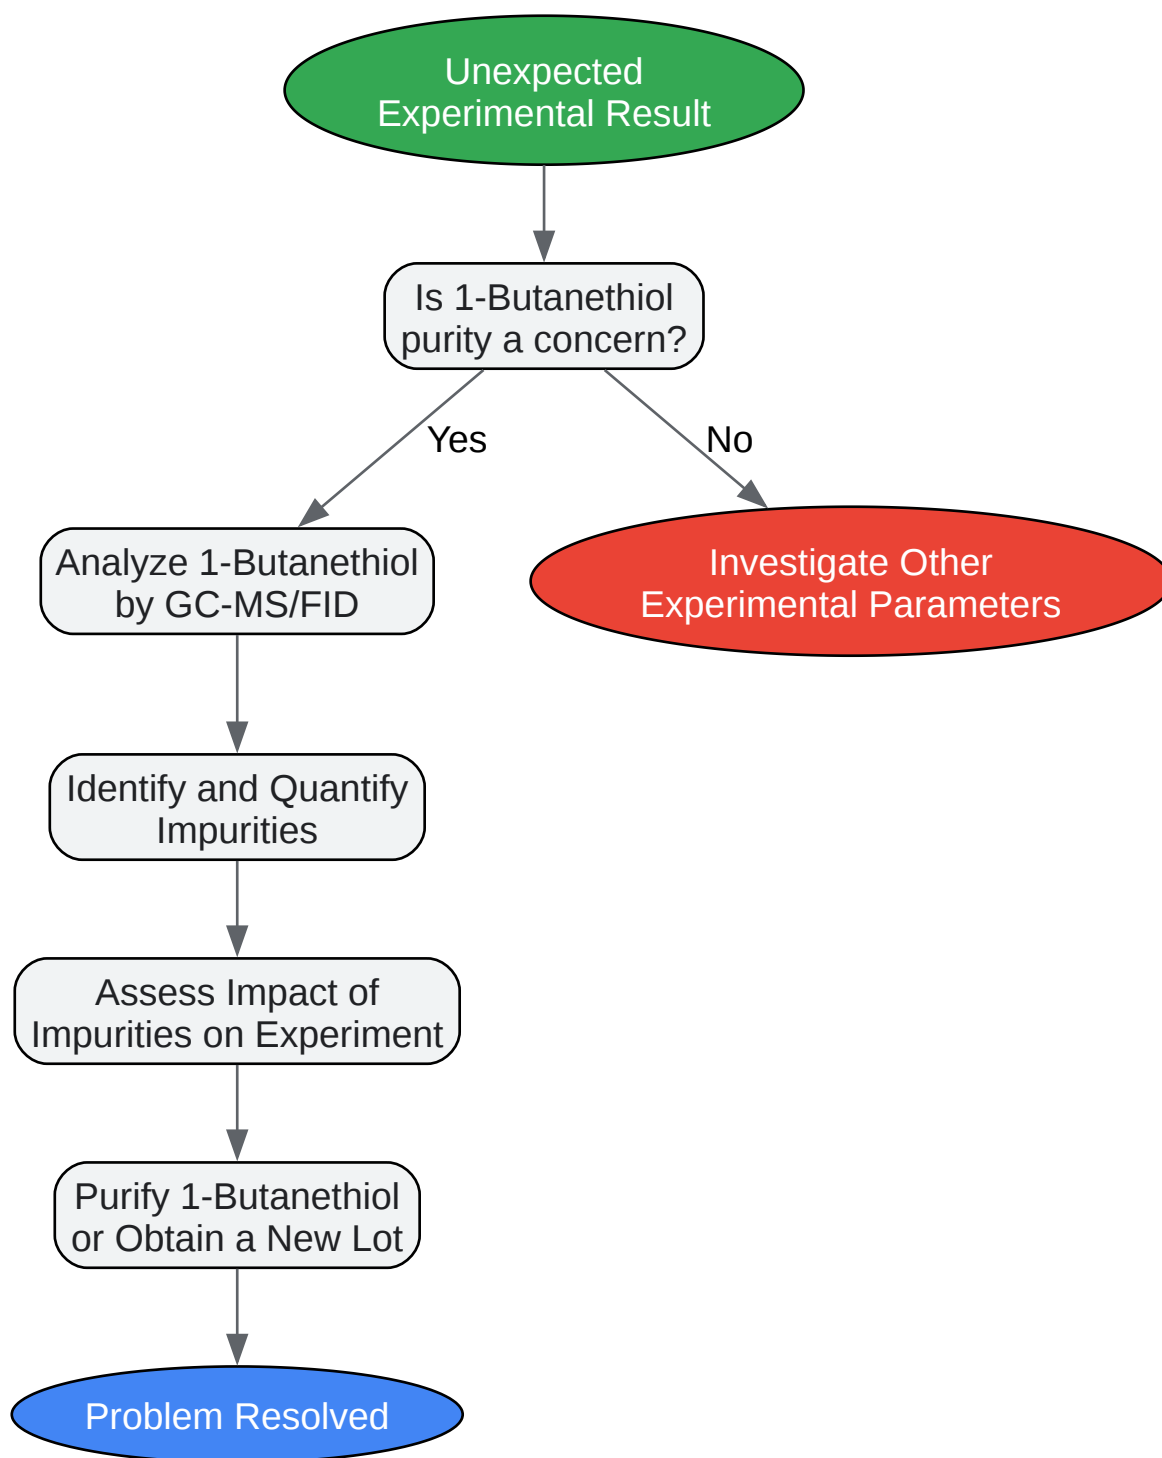 Unexpected
Experimental Result
Is 1-Butanethiol
purity a concern?
Yes
No
Analyze 1-Butanethiol
by GC-MS/FID
Investigate Other
Experimental Parameters
Identify and Quantify
Impurities
Assess Impact of
Impurities on Experiment
Purify 1-Butanethiol
or Obtain a New Lot
Problem Resolved